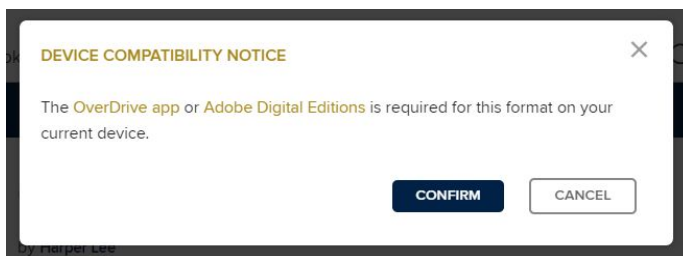 DEVICE COMPATIBILITY NOTICE
The OverDrive app or Adobe Digital Editions is required for this format on your
current device.
CONFIRM CANCEL
by Harper Lee